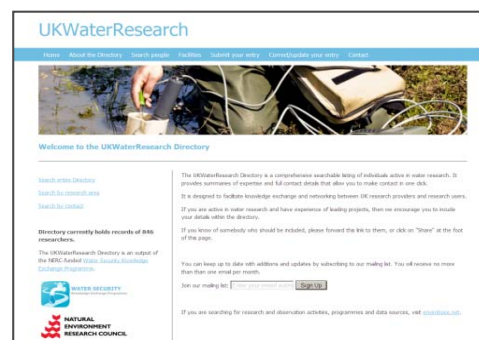 UKWaterResearch
Home About the Directory Search people Facilities Submit your entry Correct/update your entry Contact
Welcome to the UKWaterResearch Directory
Search entire Directory
Search by research area
Search by contact
Directory currently holds records of 846
researchers.
The UKWaterResearch Directory is an output of
the NERC-funded Water Security Knowledge
Exchange Programme.
WATER SECURITY
Knowledge Exchange Programme
NATURAL
ENVIRONMENT
RESEARCH COUNCIL
The UKWaterResearch Directory is a comprehensive searchable listing of individuals active in water research. It
provides summaries of expertise and full contact details that allow you to make contact in one click.
It is designed to facilitate knowledge exchange and networking between UK research providers and research users.
If you are active in water research and have experience of leading projects, then we encourage you to include
your details within the directory.
If you know of somebody who should be included, please forward the link to them, or click on "Share" at the foot
of this page.
You can keep up to date with additions and updates by subscribing to our mailing list. You will receive no more
than than one email per month.
Join our mailing list: Sign Up
If you are searching for research and observation activities, programmes and data sources, visit